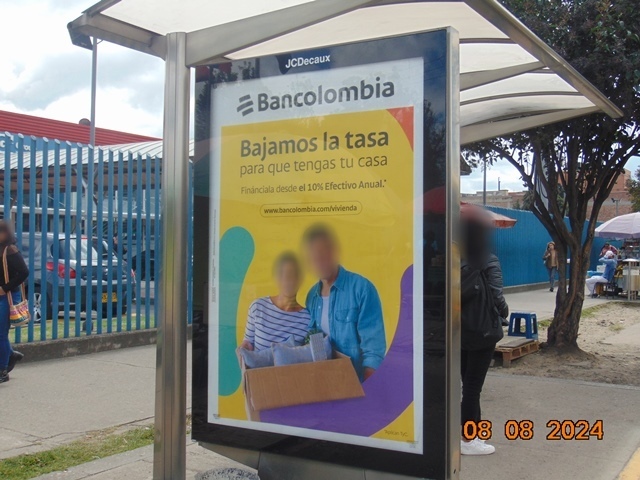 JCDecaux
Bancolombia
Bajamos la tasa
para que tengas tu casa
Fináncialo desde el 10% Efectivo Anual.*
www.bancolombia.com/vivienda
08 08 2024